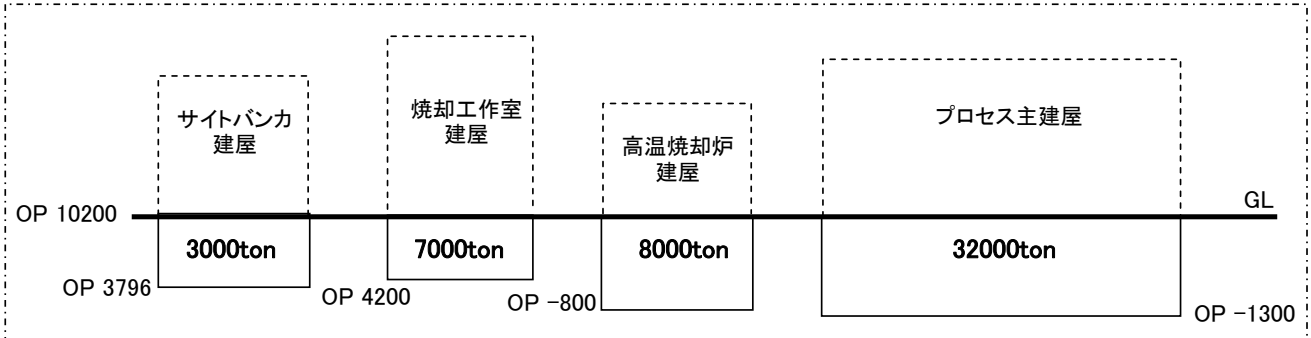 サイトバンカ
建屋
焼却工作室
建屋
高温焼却炉
建屋
プロセス主建屋
OP 10200
GL
3000ton
7000ton
8000ton
32000ton
OP 3796
OP 4200
OP -800
OP -1300